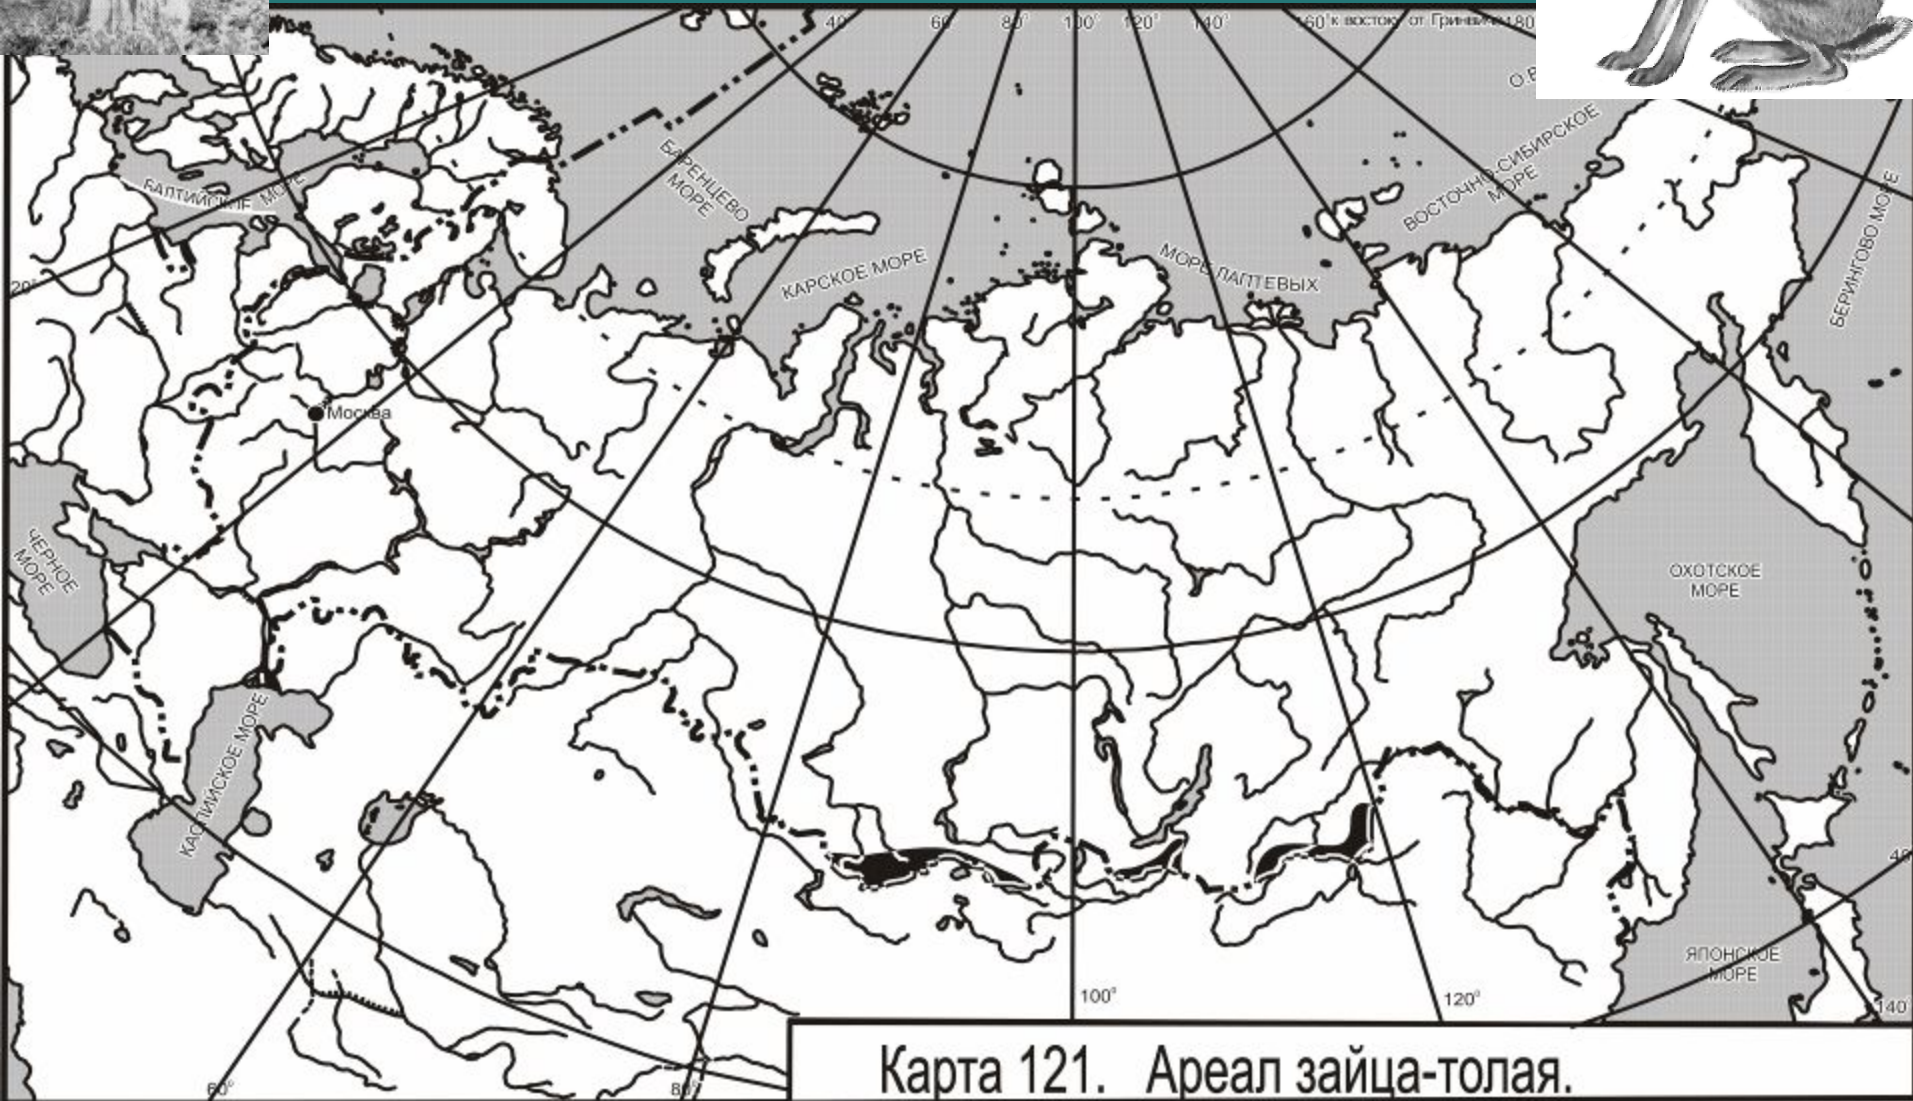 40° 60° 80° 100° 120° 140° 160° к востоку от Гринвича 180
О.В
БАРЕНЦЕВО
МОРЕ
ВОСТОЧНО-СИБИРСКОЕ
МОРЕ
БАЛТИЙСКОЕ МОРЕ
БЕРИНГОВО МОРЕ
КАРСКОЕ МОРЕ
МОРЕ ЛАПТЕВЫХ
20°
Москва
ЧЕРНОЕ
МОРЕ
ОХОТСКОЕ
МОРЕ
КАСПИЙСКОЕ МОРЕ
40
ЯПОНСКОЕ
МОРЕ
100°
120°
140°
60°
80°
Карта 121. Ареал зайца-толая.